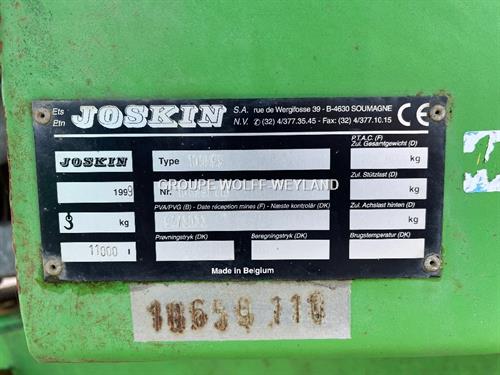 Ets
Etn
JOSKIN
S.A. rue de Wergifosse 39 - B-4630 SOUMAGNE
N.V. ✆ (32) 4/377.35.45 - Fax: (32) 4/377.10.15
CE
P.T.A.C. (F)
Zul. Gesamtgewicht (D)
JOSKIN
Type
kg
Zul. Stützlast (D)
1999
Nr.
kg
GROUPE WOLFF-WEYLAND
PVA/PVG (B) - Date réception mines (F) - Næste kontrolår (DK)
Zul. Achslast hinten (D)
kg
kg
Prøvningstryk (DK)
Beregningstryk (DK)
Brugstemperatur (DK)
11000 l
Made in Belgium